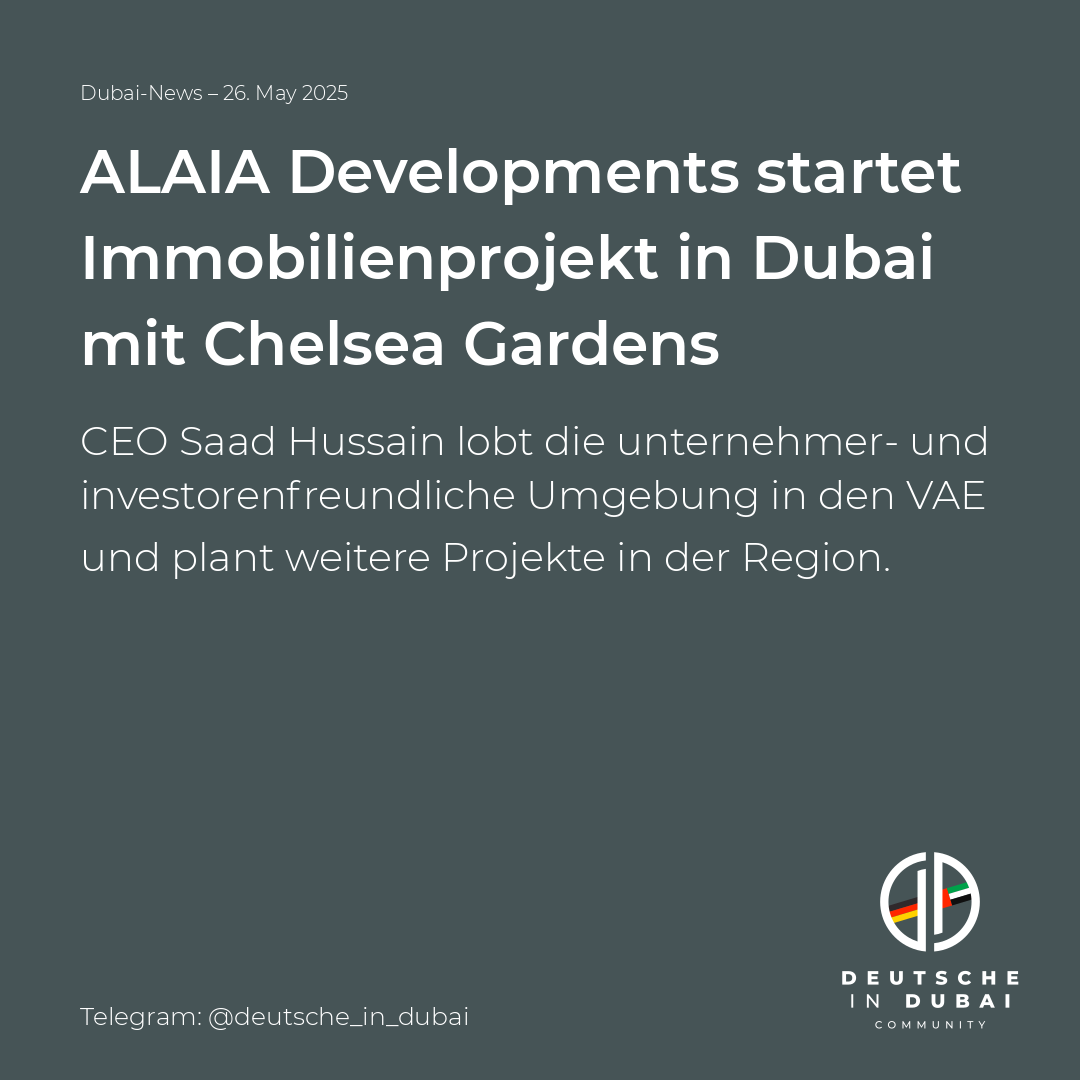 Dubai-News – 26. May 2025
ALAIA Developments startet
Immobilienprojekt in Dubai
mit Chelsea Gardens
CEO Saad Hussain lobt die unternehmer- und
investorenfreundliche Umgebung in den VAE
und plant weitere Projekte in der Region.
DEUTSCHE
IN DUBAI
COMMUNITY
Telegram: @deutsche_in_dubai